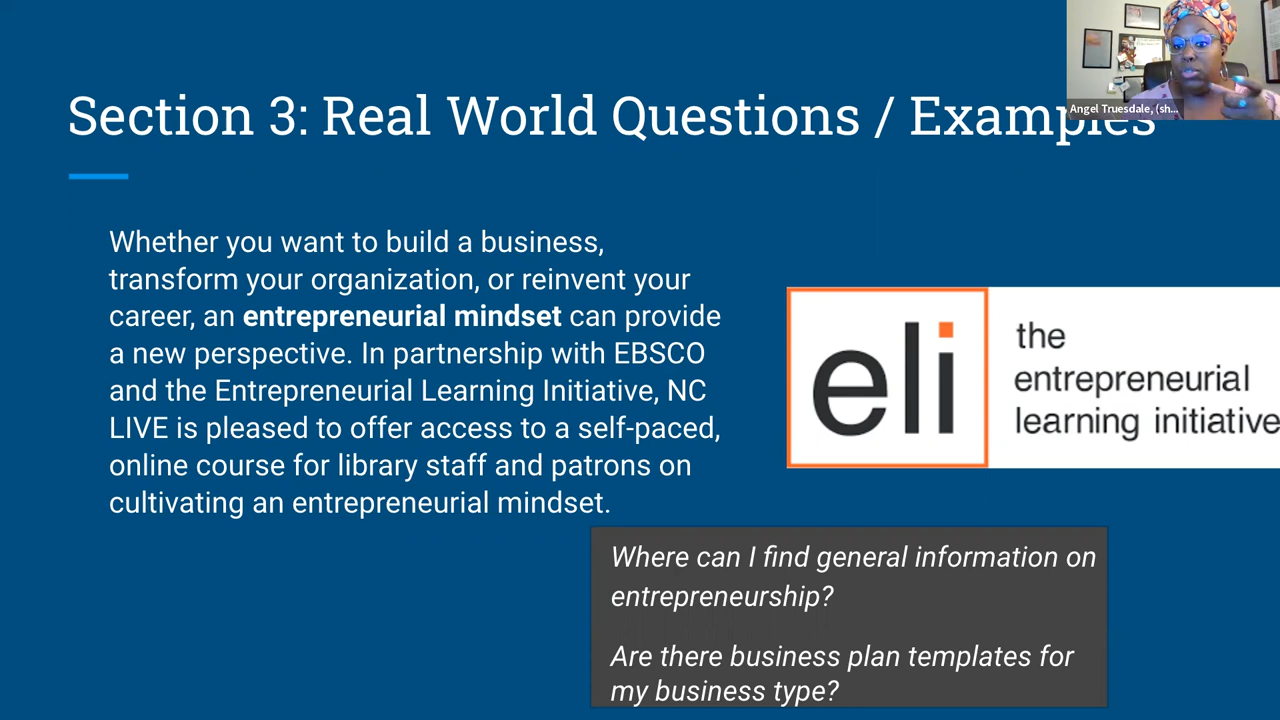 Section 3: Real World Questions / Examples
Angel Truesdale, (sh...
Whether you want to build a business,
transform your organization, or reinvent your
career, an entrepreneurial mindset can provide
a new perspective. In partnership with EBSCO
and the Entrepreneurial Learning Initiative, NC
LIVE is pleased to offer access to a self-paced,
online course for library staff and patrons on
cultivating an entrepreneurial mindset.
eli
the
entrepreneurial
learning initiative
Where can I find general information on
entrepreneurship?
Are there business plan templates for
my business type?